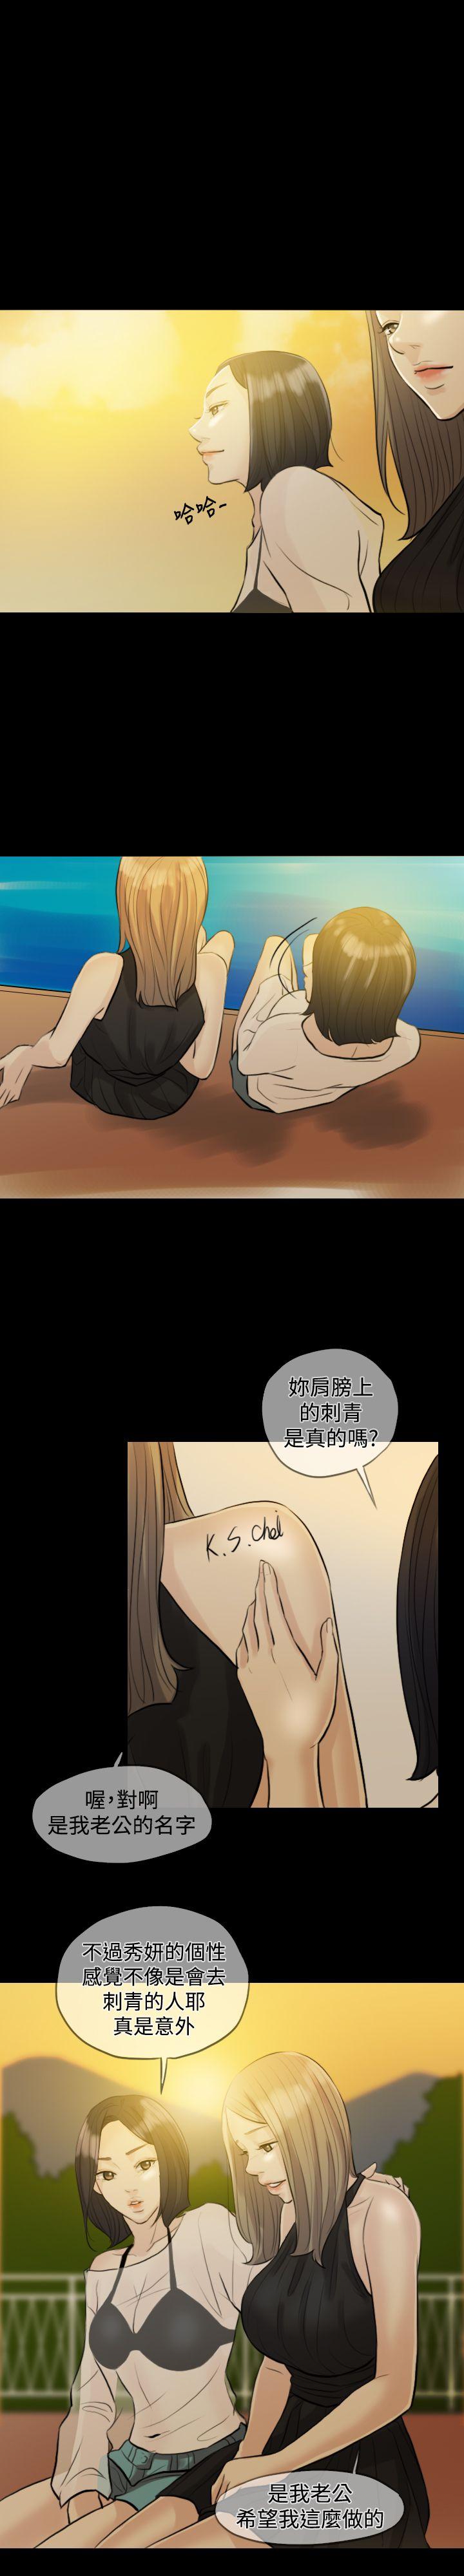 哈哈~
妳肩膀上
的刺青
是真的嗎?
K.S.Choi
喔,對啊
是我老公的名字
不過秀妍的個性
感覺不像是會去
刺青的人耶
真是意外
是我老公
希望我這麼做的